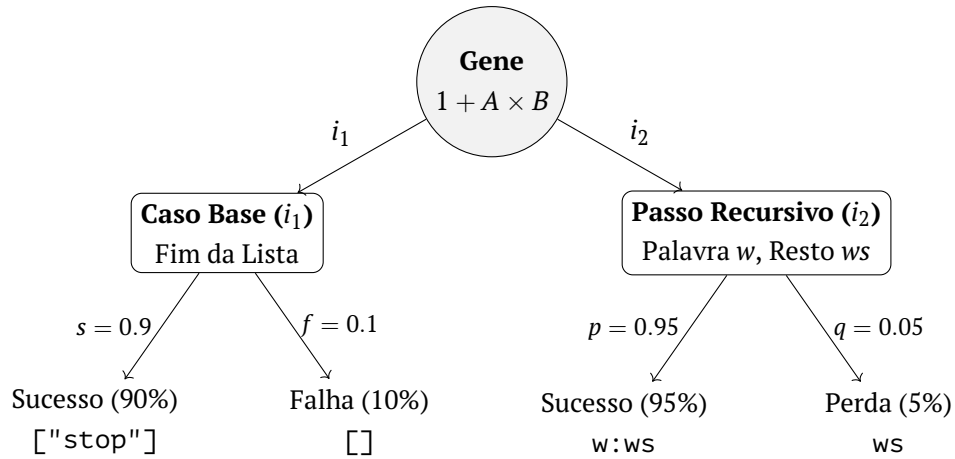 Gene
1 + A × B
i₁
i₂
Caso Base (i₁)
Fim da Lista
Passo Recursivo (i₂)
Palavra w, Resto ws
s = 0.9
f = 0.1
p = 0.95
q = 0.05
Sucesso (90%)
["stop"]
Falha (10%)
[]
Sucesso (95%)
w:ws
Perda (5%)
ws